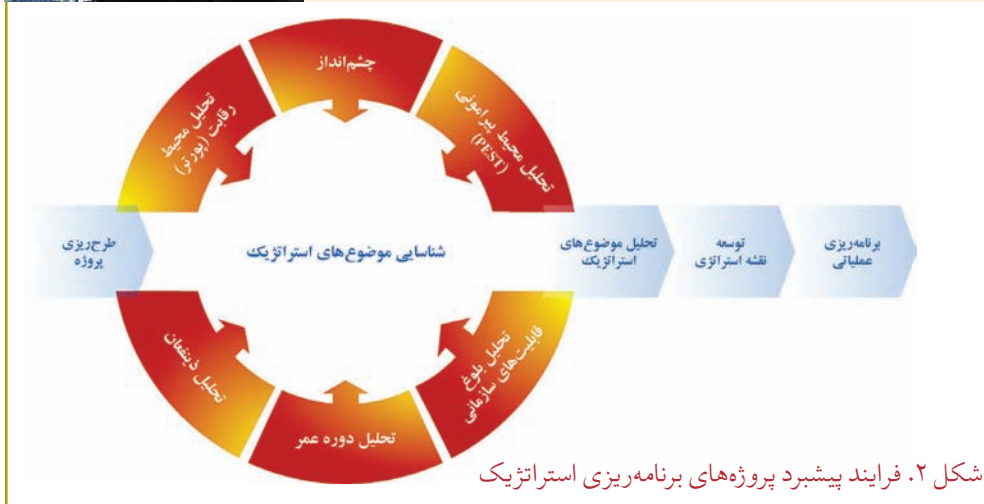 چشم‌انداز
تحلیل محیط پیرامونی
(PEST)
تحلیل محیط
رقابت (پورتر)
طرح‌ریزی
پروژه
شناسایی موضوع‌های استراتژیک
تحلیل موضوع‌های
استراتژیک
توسعه
نقشه استراتژی
برنامه‌ریزی
عملیاتی
تحلیل ذینفعان
تحلیل دوره عمر
تحلیل بلوغ
قابلیت‌های سازمانی
شکل ۲. فرایند پیشبرد پروژه‌های برنامه‌ریزی استراتژیک